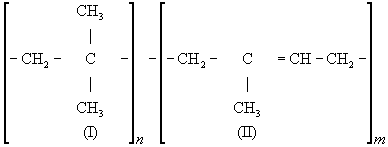 CH₃
|
– CH₂ – C – – – CH₂ – C = CH – CH₂ –
| |
CH₃ CH₃
(I) n (II) m